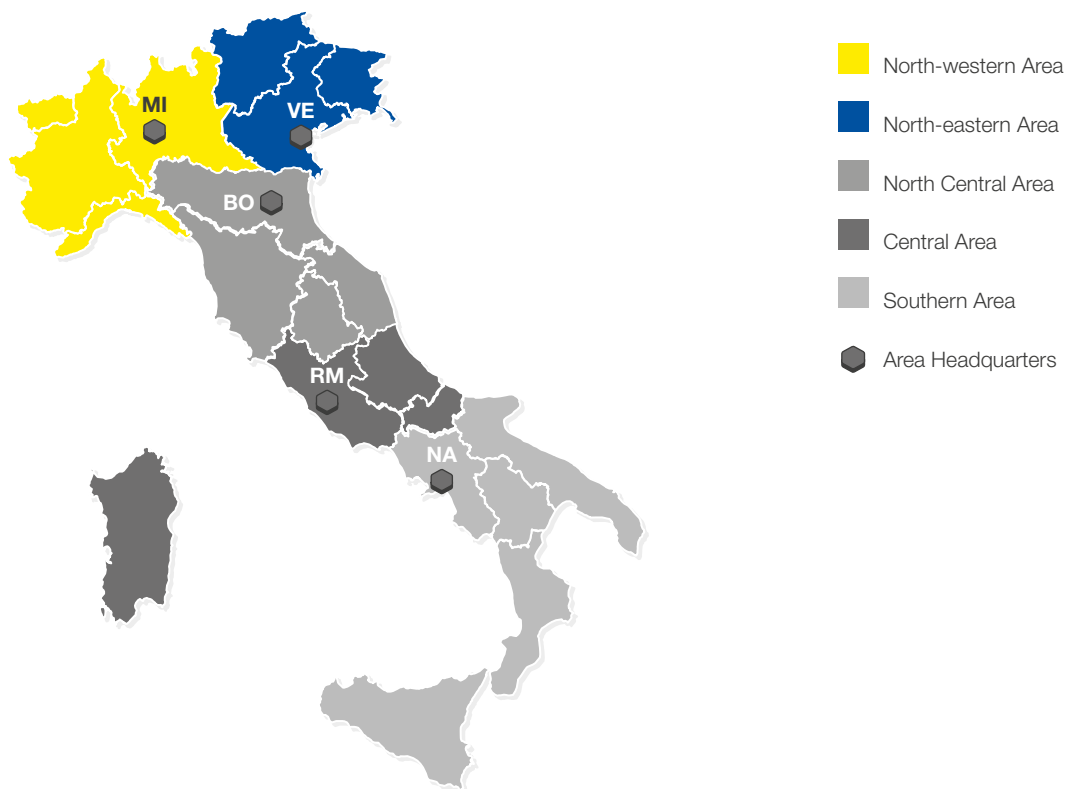 MI
VE
BO
RM
NA
North-western Area
North-eastern Area
North Central Area
Central Area
Southern Area
Area Headquarters